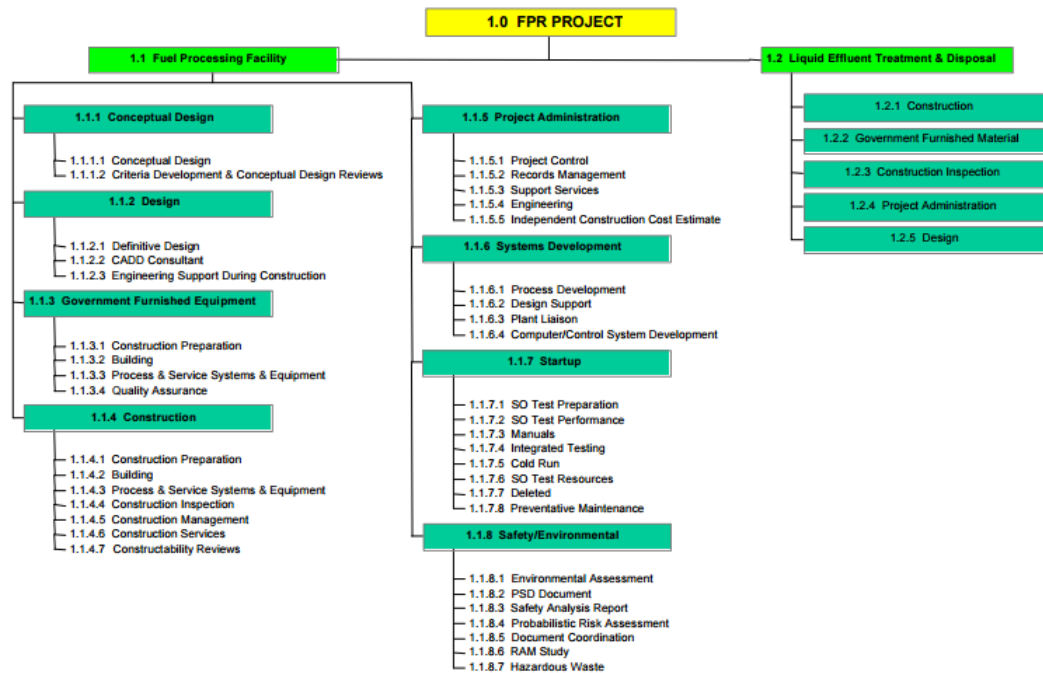 1.0 FPR PROJECT
1.1 Fuel Processing Facility
1.2 Liquid Effluent Treatment & Disposal
1.1.1 Conceptual Design
1.1.1.1 Conceptual Design
1.1.1.2 Criteria Development & Conceptual Design Reviews
1.1.2 Design
1.1.2.1 Definitive Design
1.1.2.2 CADD Consultant
1.1.2.3 Engineering Support During Construction
1.1.3 Government Furnished Equipment
1.1.3.1 Construction Preparation
1.1.3.2 Building
1.1.3.3 Process & Service Systems & Equipment
1.1.3.4 Quality Assurance
1.1.4 Construction
1.1.4.1 Construction Preparation
1.1.4.2 Building
1.1.4.3 Process & Service Systems & Equipment
1.1.4.4 Construction Inspection
1.1.4.5 Construction Management
1.1.4.6 Construction Services
1.1.4.7 Constructability Reviews
1.1.5 Project Administration
1.1.5.1 Project Control
1.1.5.2 Records Management
1.1.5.3 Support Services
1.1.5.4 Engineering
1.1.5.5 Independent Construction Cost Estimate
1.1.6 Systems Development
1.1.6.1 Process Development
1.1.6.2 Design Support
1.1.6.3 Plant Liaison
1.1.6.4 Computer/Control System Development
1.1.7 Startup
1.1.7.1 SO Test Preparation
1.1.7.2 SO Test Performance
1.1.7.3 Manuals
1.1.7.4 Integrated Testing
1.1.7.5 Cold Run
1.1.7.6 SO Test Resources
1.1.7.7 Deleted
1.1.7.8 Preventative Maintenance
1.1.8 Safety/Environmental
1.1.8.1 Environmental Assessment
1.1.8.2 PSD Document
1.1.8.3 Safety Analysis Report
1.1.8.4 Probabilistic Risk Assessment
1.1.8.5 Document Coordination
1.1.8.6 RAM Study
1.1.8.7 Hazardous Waste
1.2.1 Construction
1.2.2 Government Furnished Material
1.2.3 Construction Inspection
1.2.4 Project Administration
1.2.5 Design